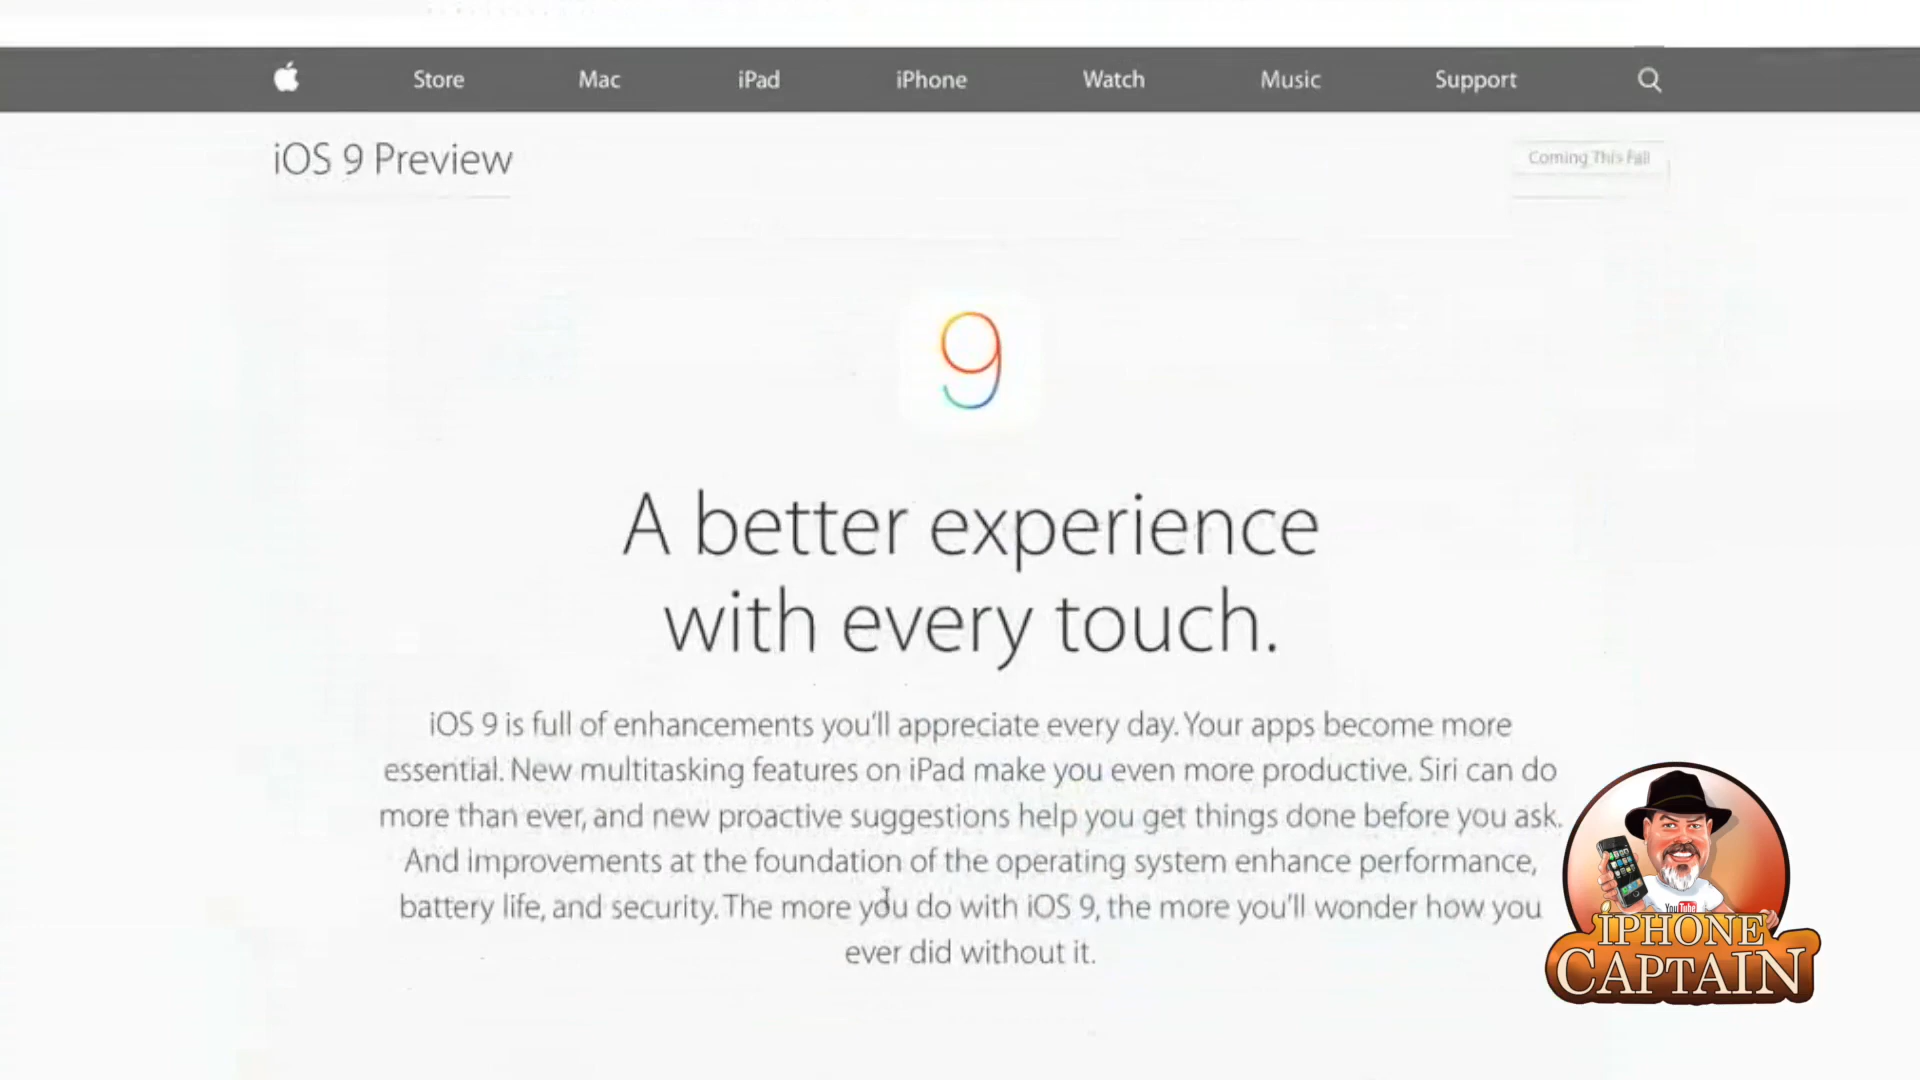 Store Mac iPad iPhone Watch Music Support
iOS 9 Preview
Coming This Fall
9
A better experience
with every touch.
iOS 9 is full of enhancements you'll appreciate every day. Your apps become more
essential. New multitasking features on iPad make you even more productive. Siri can do
more than ever, and new proactive suggestions help you get things done before you ask.
And improvements at the foundation of the operating system enhance performance,
battery life, and security. The more you do with iOS 9, the more you'll wonder how you
ever did without it.
YouTube
IPHONE
CAPTAIN